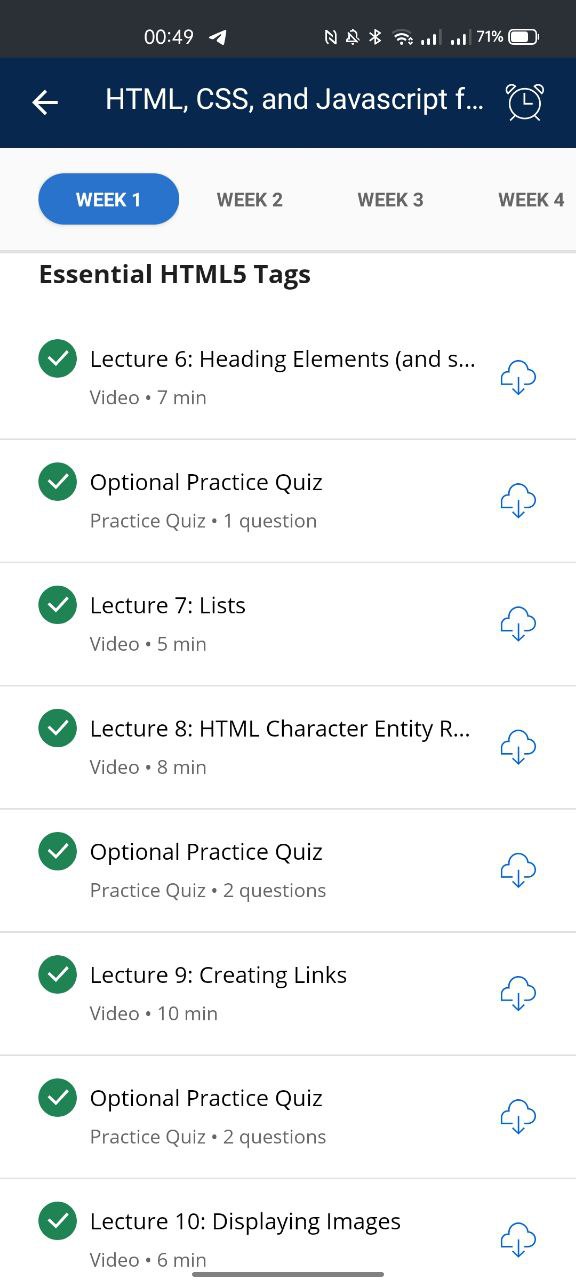 00:49
71%
HTML, CSS, and Javascript f...
WEEK 1
WEEK 2
WEEK 3
WEEK 4
Essential HTML5 Tags
Lecture 6: Heading Elements (and s...
Video • 7 min
Optional Practice Quiz
Practice Quiz • 1 question
Lecture 7: Lists
Video • 5 min
Lecture 8: HTML Character Entity R...
Video • 8 min
Optional Practice Quiz
Practice Quiz • 2 questions
Lecture 9: Creating Links
Video • 10 min
Optional Practice Quiz
Practice Quiz • 2 questions
Lecture 10: Displaying Images
Video • 6 min